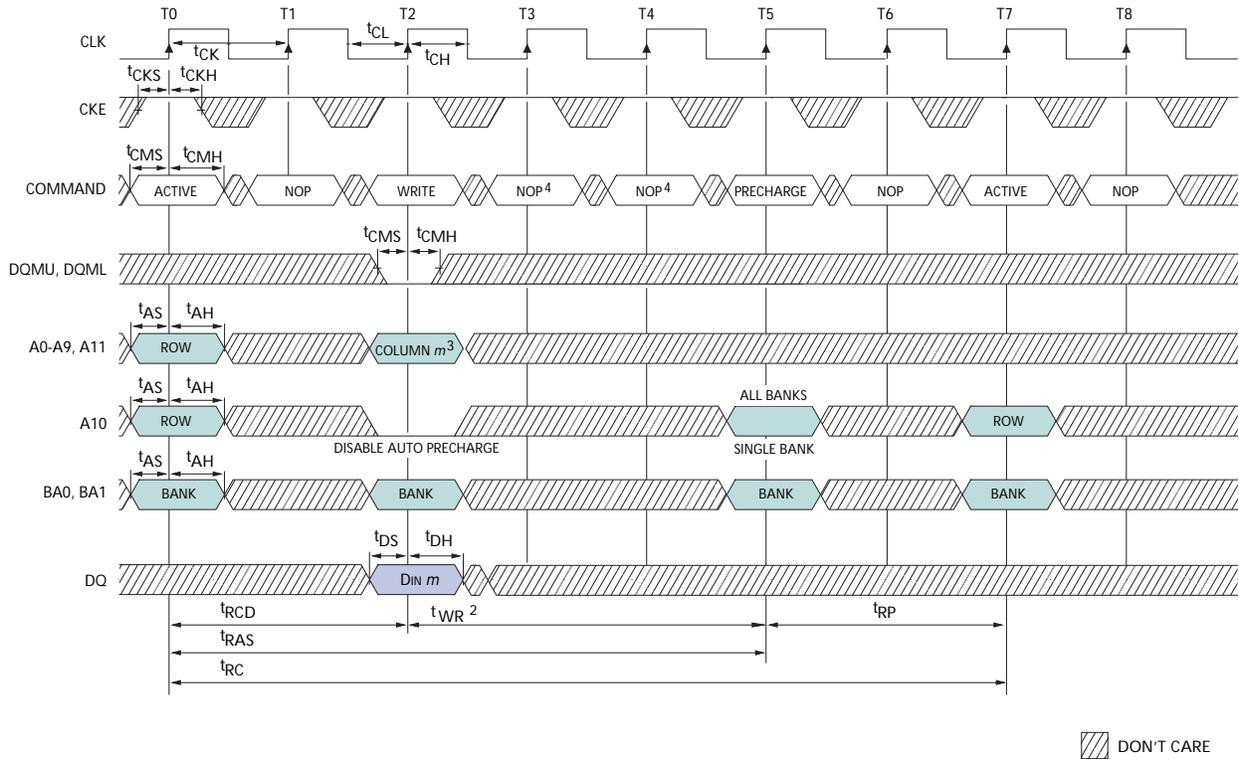 T0 T1 T2 T3 T4 T5 T6 T7 T8
CLK tCK tCL tCH
tCKS tCKH
CKE
tCMS tCMH
COMMAND ACTIVE NOP WRITE NOP4 NOP4 PRECHARGE NOP ACTIVE NOP
tCMS tCMH
DQMU, DQML
tAS tAH
A0-A9, A11 ROW COLUMN m3
tAS tAH ALL BANKS
A10 ROW ROW
DISABLE AUTO PRECHARGE SINGLE BANK
tAS tAH
BA0, BA1 BANK BANK BANK BANK
tDS tDH
DQ DIN m
tRCD tWR 2 tRP
tRAS
tRC
DON'T CARE